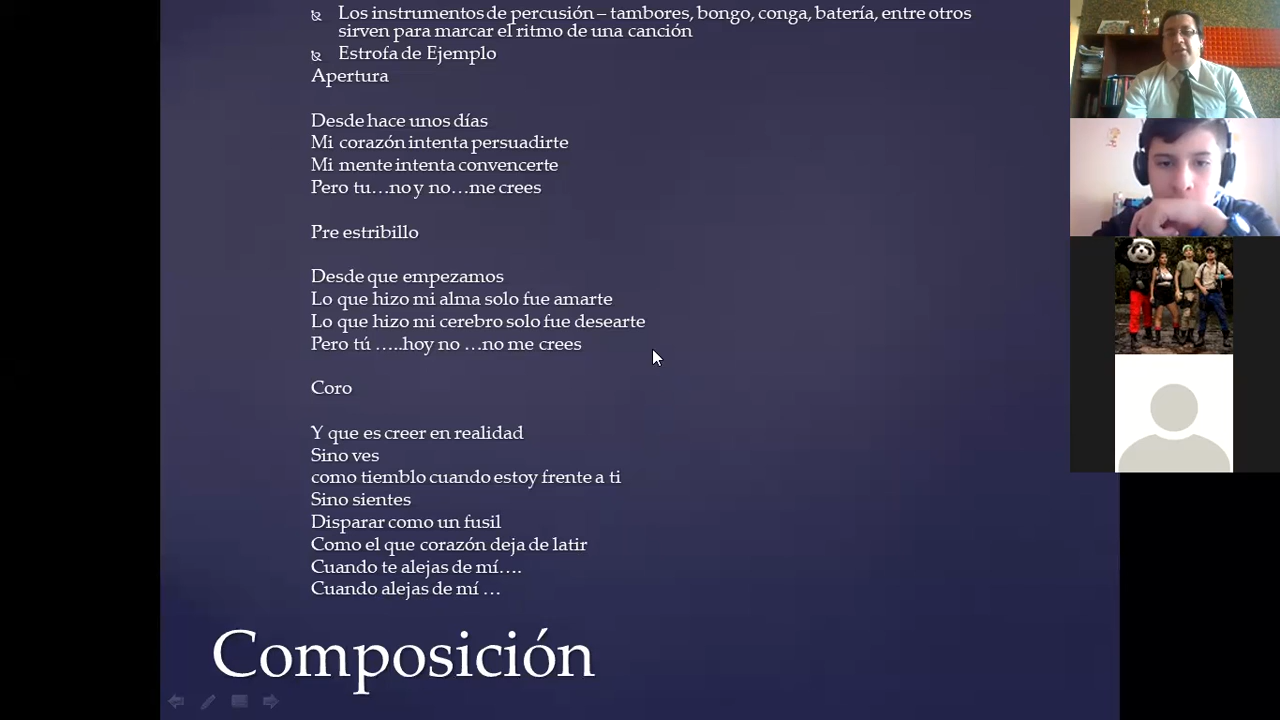 Los instrumentos de percusión – tambores, bongo, conga, batería, entre otros
sirven para marcar el ritmo de una canción
Estrofa de Ejemplo
Apertura
Desde hace unos días
Mi corazón intenta persuadirte
Mi mente intenta convencerte
Pero tu…no y no…me crees
Pre estribillo
Desde que empezamos
Lo que hizo mi alma solo fue amarte
Lo que hizo mi cerebro solo fue desearte
Pero tú …..hoy no …no me crees
Coro
Y que es creer en realidad
Sino ves
como tiemblo cuando estoy frente a ti
Sino sientes
Disparar como un fusil
Como el que corazón deja de latir
Cuando te alejas de mí….
Cuando alejas de mí …
Composición